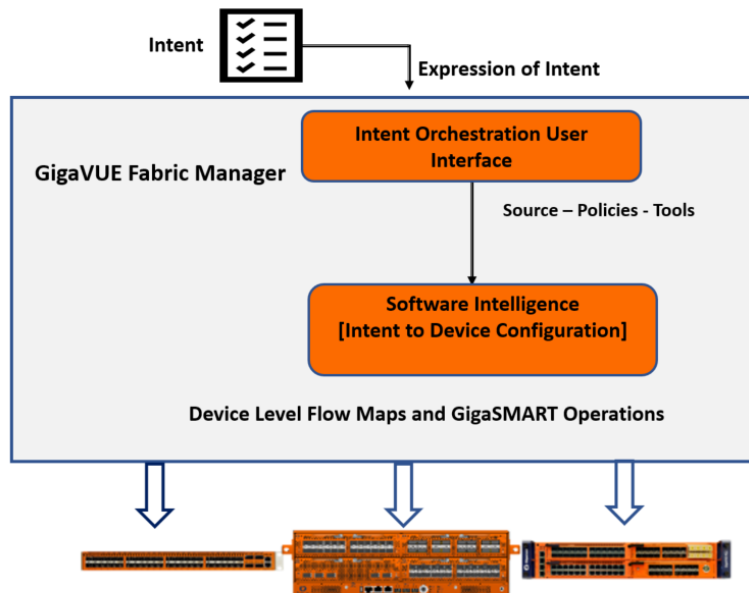 Intent
Expression of Intent
Intent Orchestration User
Interface
GigaVUE Fabric Manager
Source – Policies - Tools
Software Intelligence
[Intent to Device Configuration]
Device Level Flow Maps and GigaSMART Operations